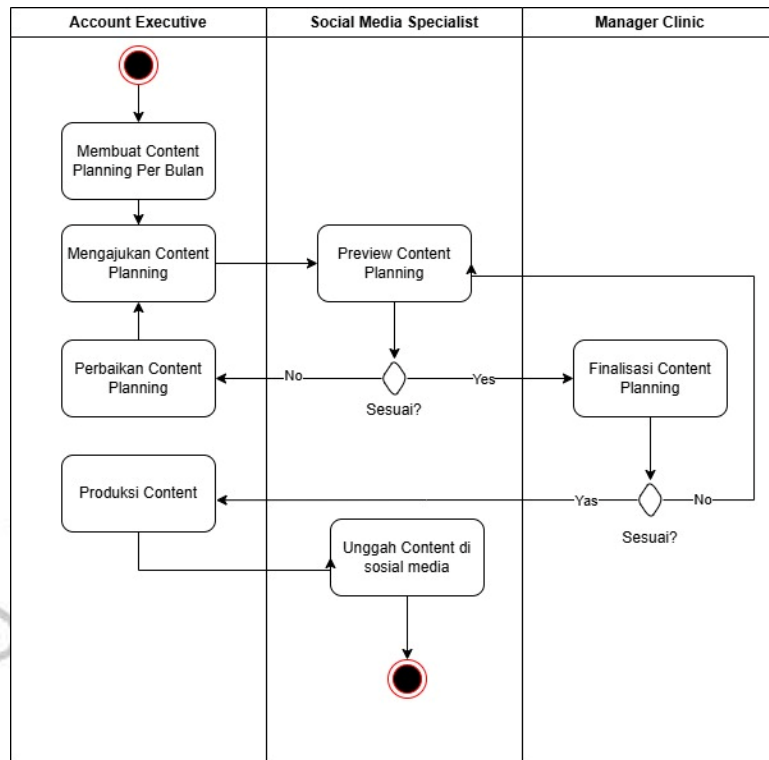 Account Executive
Social Media Specialist
Manager Clinic
Membuat Content
Planning Per Bulan
Mengajukan Content
Planning
Preview Content
Planning
Perbaikan Content
Planning
No
Yes
Sesuai?
Finalisasi Content
Planning
Produksi Content
Yas
No
Sesuai?
Unggah Content di
sosial media